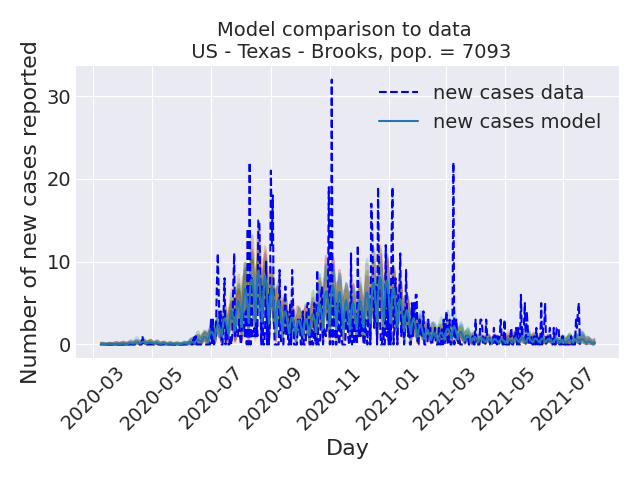 Model comparison to data
US - Texas - Brooks, pop. = 7093
Number of new cases reported
30
20
10
0
new cases data
new cases model
2020-03
2020-05
2020-07
2020-09
2020-11
2021-01
2021-03
2021-05
2021-07
Day